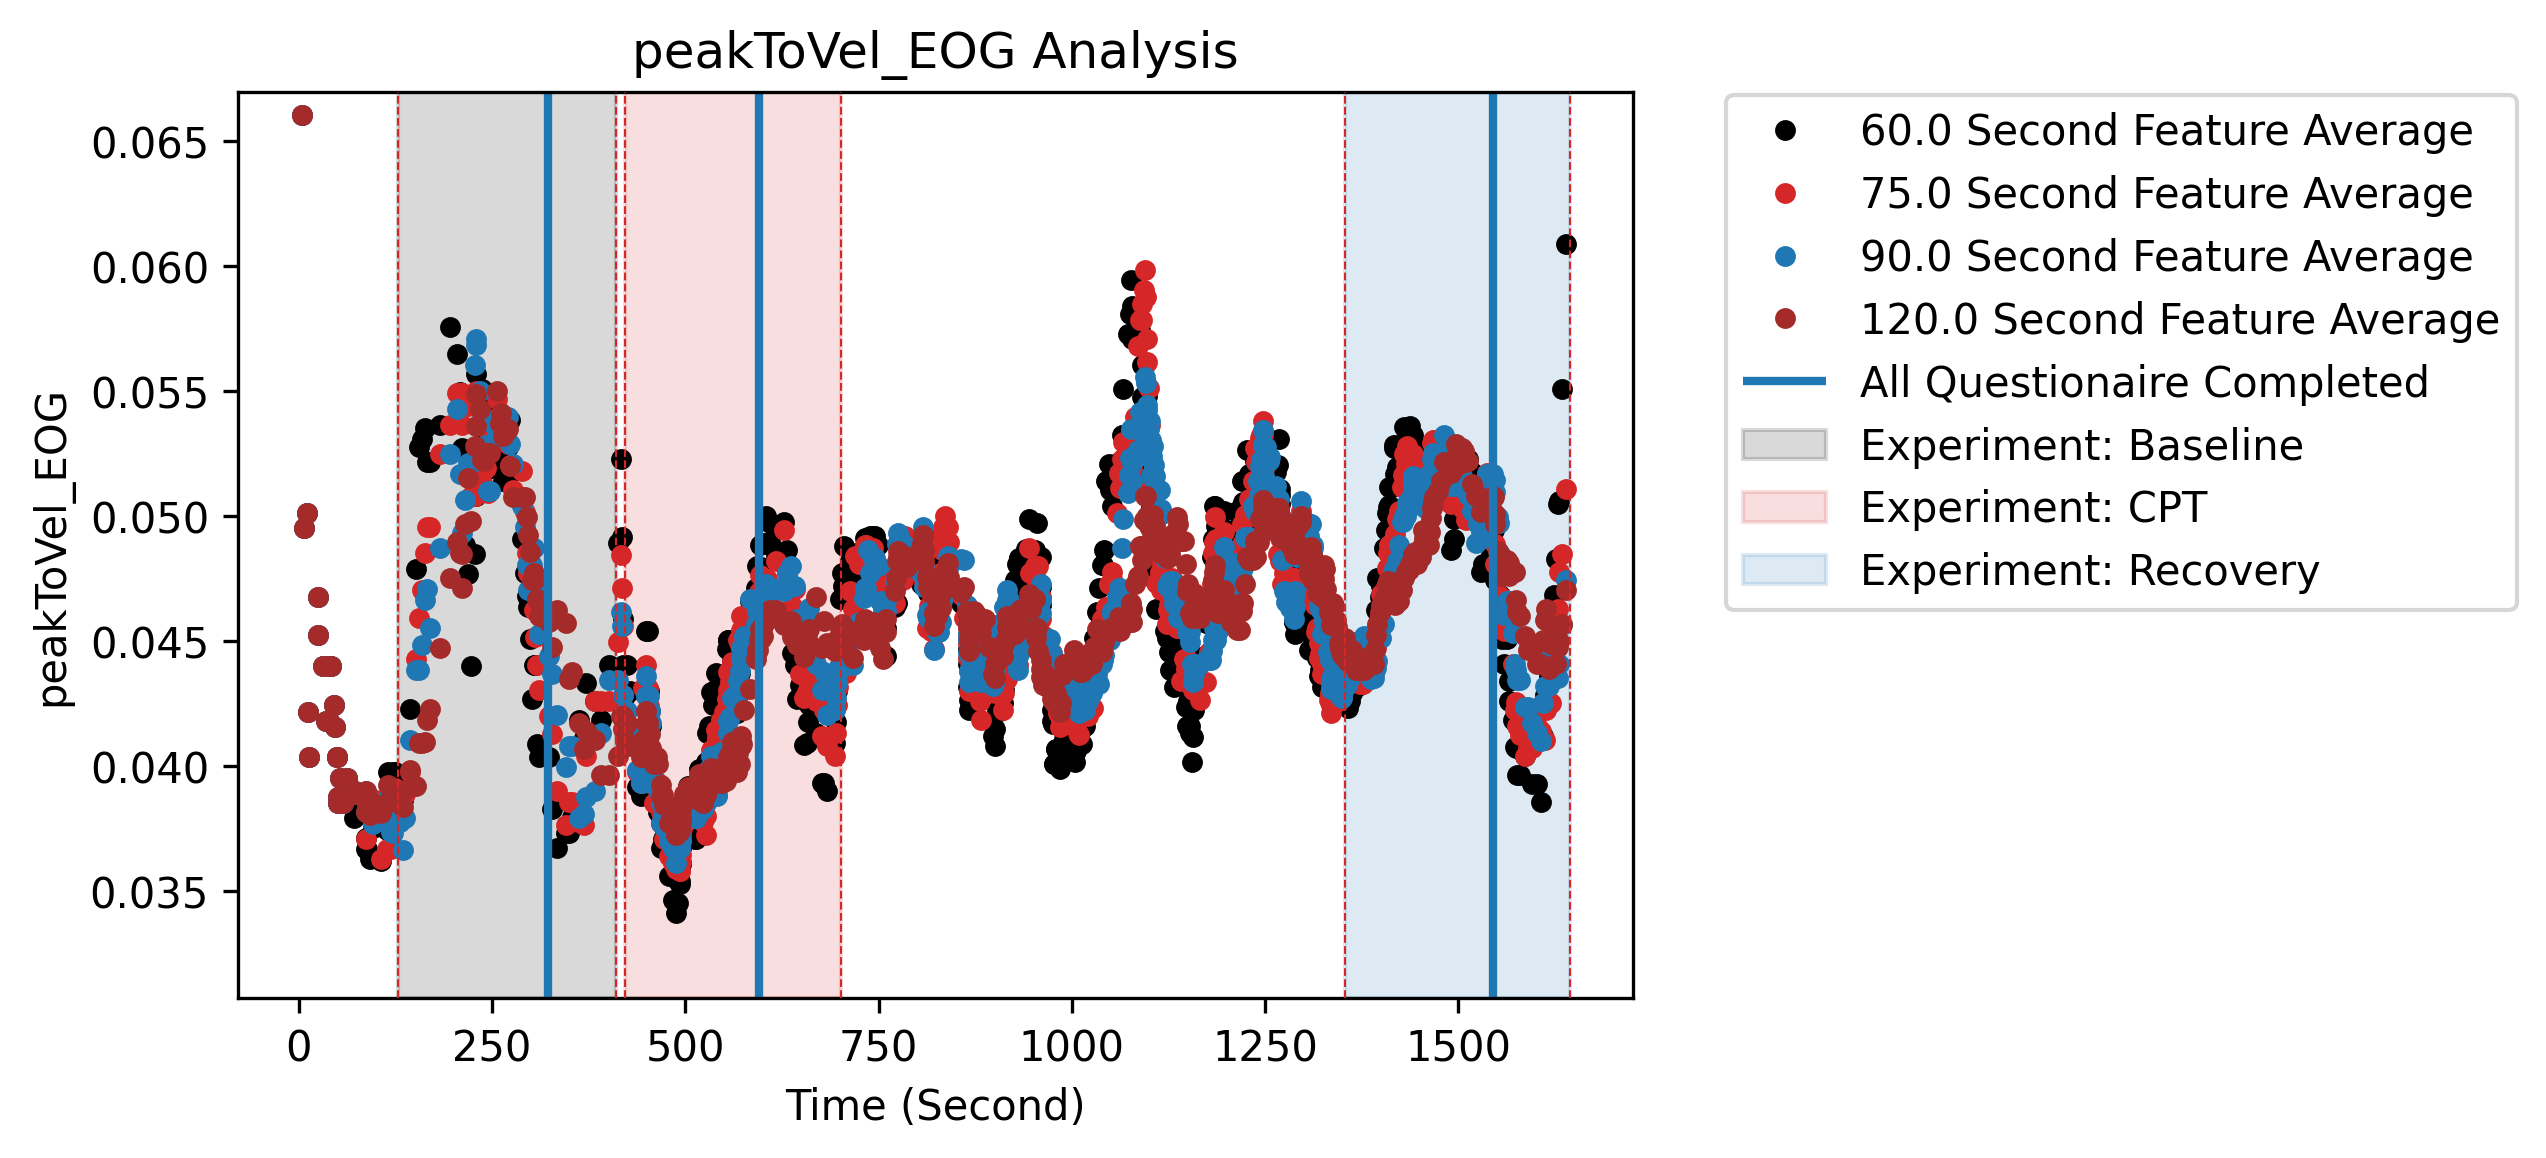 peakToVel_EOG Analysis
peakToVel_EOG
0.065
0.060
0.055
0.050
0.045
0.040
0.035
0
250
500
750
1000
1250
1500
Time (Second)
60.0 Second Feature Average
75.0 Second Feature Average
90.0 Second Feature Average
120.0 Second Feature Average
All Questionaire Completed
Experiment: Baseline
Experiment: CPT
Experiment: Recovery